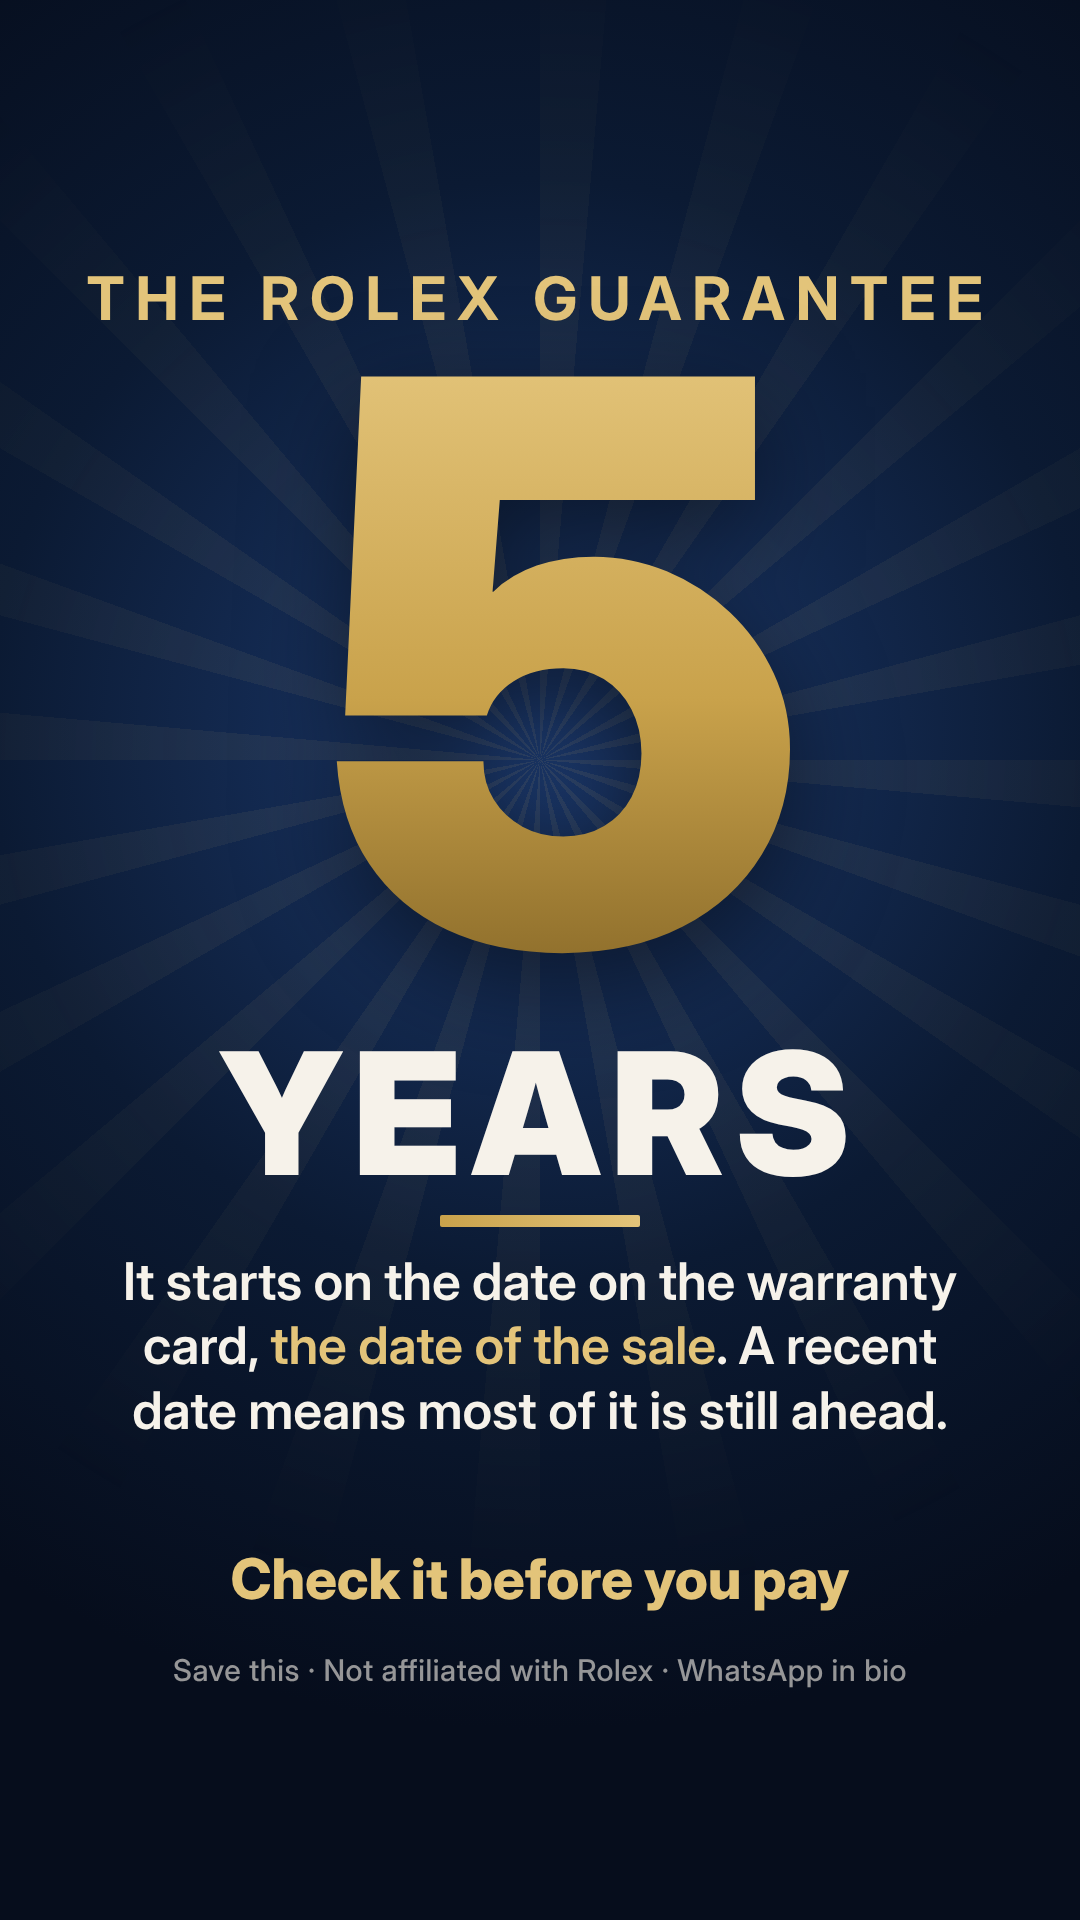 THE ROLEX GUARANTEE
5
YEARS
It starts on the date on the warranty
card, the date of the sale. A recent
date means most of it is still ahead.
Check it before you pay
Save this · Not affiliated with Rolex · WhatsApp in bio